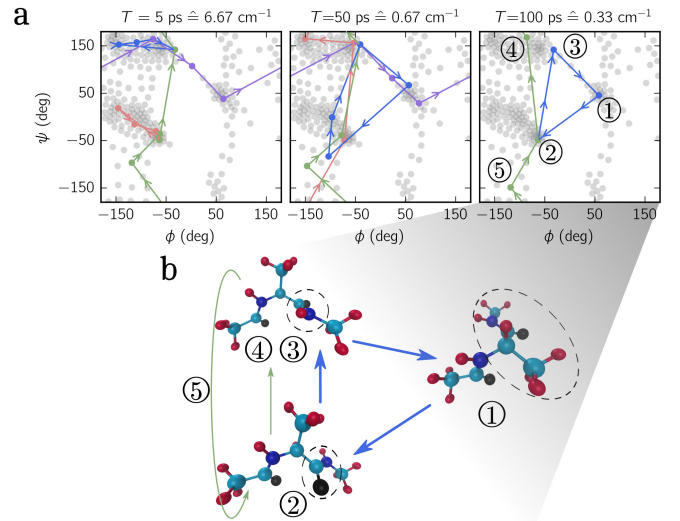 a
T = 5 ps ≙ 6.67 cm⁻¹ T=50 ps ≙ 0.67 cm⁻¹ T=100 ps ≙ 0.33 cm⁻¹
150
50
−50
−150
ψ (deg)
④ ③
①
②
⑤
−150 −50 50 150 −150 −50 50 150 −150 −50 50 150
ϕ (deg) ϕ (deg) ϕ (deg)
b
④ ③
⑤
①
②